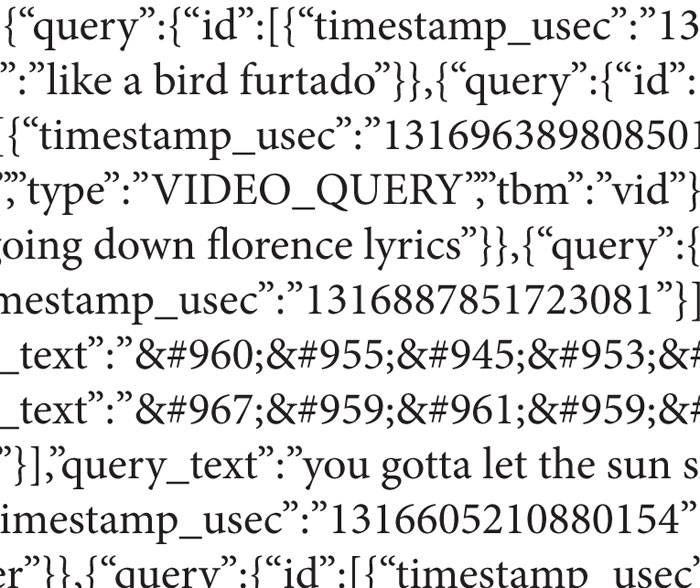 {“query”:{“id”:[{“timestamp_usec”:”13
”:”like a bird furtado”}},{“query”:{“id”:
[{“timestamp_usec”:”131696389808501
”,”type”:”VIDEO_QUERY”,”tbm”:”vid”}
going down florence lyrics”}},{“query”:{
mestamp_usec”:”1316887851723081”}]
_text”:”&#960;&#955;&#945;&#953;&#
_text”:”&#967;&#959;&#961;&#959;&#
”}],”query_text”:”you gotta let the sun s
imestamp_usec”:”1316605210880154”
er”}},{“query”:{“id”:[{“timestamp_usec”